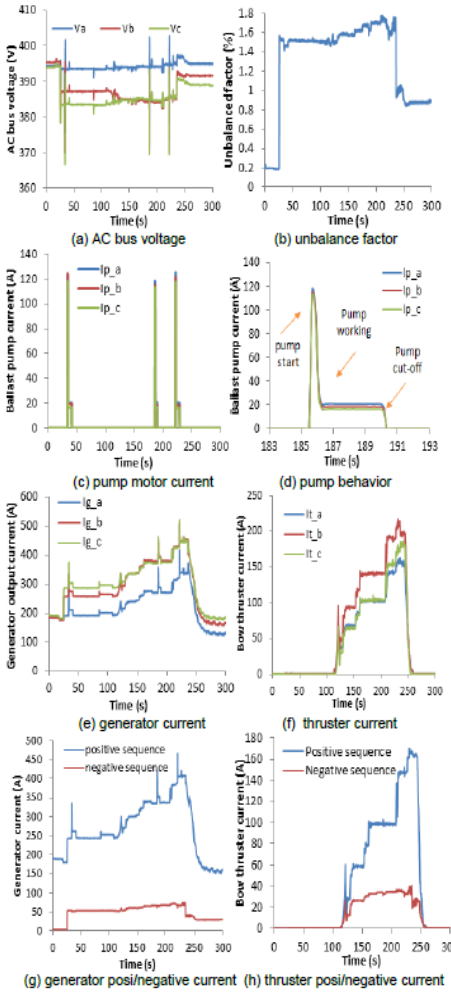 Va Vb Vc
AC bus voltage (V)
400
390
380
370
360
0 50 100 150 200 250 300
Time (s)
(a) AC bus voltage
Unbalanced factor (%)
1.8
1.6
1.4
1.2
1
0.8
0.6
0.4
0.2
0
0 50 100 150 200 250 300
Time (s)
(b) unbalance factor
Ballast pump current (A)
140
120
100
80
60
40
20
0
Ip_a
Ip_b
Ip_c
0 50 100 150 200 250 300
Time (s)
(c) pump motor current
Ballast pump current (A)
140
120
100
80
60
40
20
0
Ip_a
Ip_b
Ip_c
pump start
Pump working
Pump cut-off
183 185 187 189 191 193
Time (s)
(d) pump behavior
Generator output current (A)
600
500
400
300
200
100
0
Ig_a
Ig_b
Ig_c
0 50 100 150 200 250 300
Time (s)
(e) generator current
Bow thruster current (A)
250
200
150
100
50
0
It_a
It_b
It_c
0 50 100 150 200 250 300
Time (s)
(f) thruster current
Generator current (A)
500
450
400
350
300
250
200
150
100
50
0
positive sequence
negative sequence
0 50 100 150 200 250 300
Time (s)
(g) generator posi/negative current
Bow thruster current (A)
180
160
140
120
100
80
60
40
20
0
Positive sequence
Negative sequence
0 50 100 150 200 250 300
Time (s)
(h) thruster posi/negative current